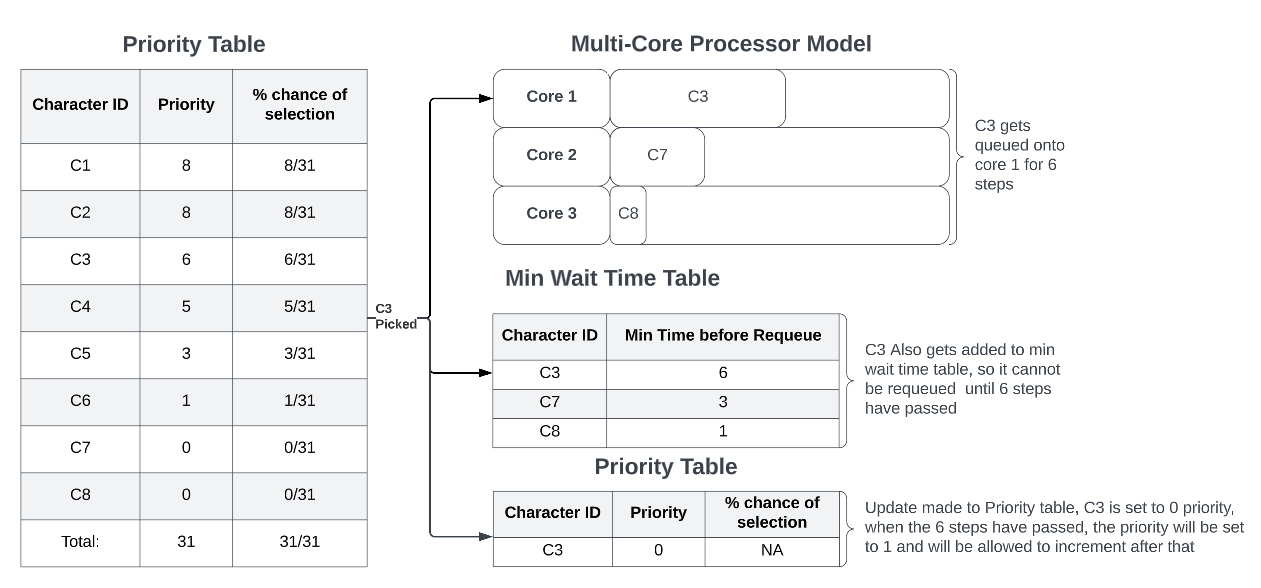 Priority Table
Character ID Priority % chance of
selection
C1 8 8/31
C2 8 8/31
C3 6 6/31
C4 5 5/31
C5 3 3/31
C6 1 1/31
C7 0 0/31
C8 0 0/31
Total: 31 31/31
C3
Picked
Multi-Core Processor Model
Core 1 C3
Core 2 C7
Core 3 C8
C3 gets
queued onto
core 1 for 6
steps
Min Wait Time Table
Character ID Min Time before Requeue
C3 6
C7 3
C8 1
C3 Also gets added to min
wait time table, so it cannot
be requeued until 6 steps
have passed
Priority Table
Character ID Priority % chance of
selection
C3 0 NA
Update made to Priority table, C3 is set to 0 priority,
when the 6 steps have passed, the priority will be set
to 1 and will be allowed to increment after that